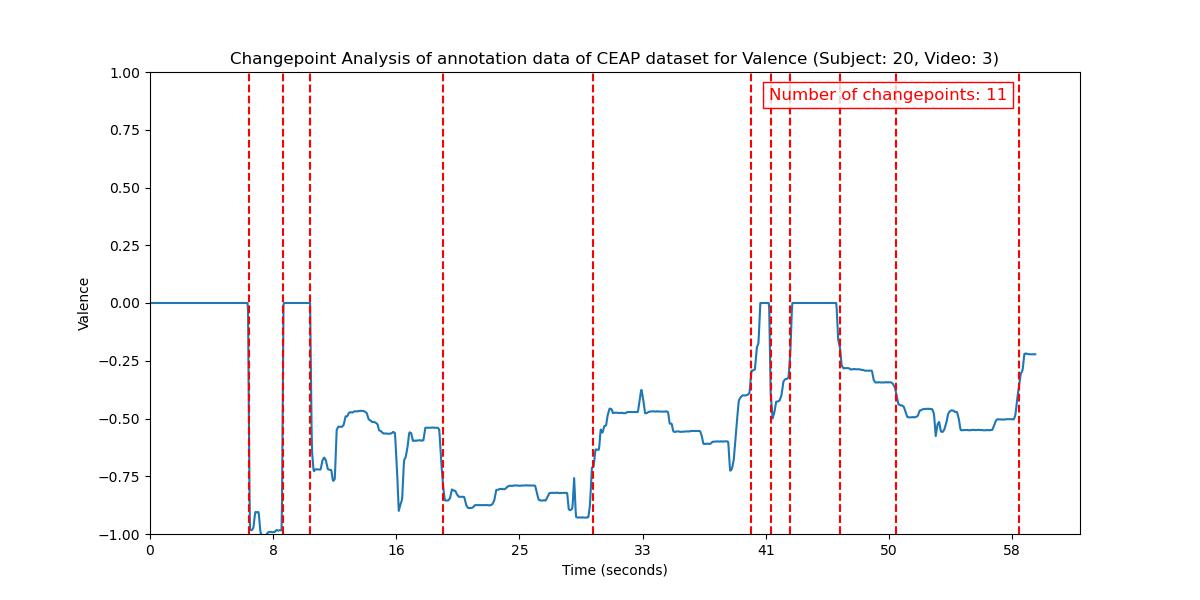 Changepoint Analysis of annotation data of CEAP dataset for Valence (Subject: 20, Video: 3)
Number of changepoints: 11
1.00
0.75
0.50
0.25
0.00
−0.25
−0.50
−0.75
−1.00
Valence
0 8 16 25 33 41 50 58
Time (seconds)